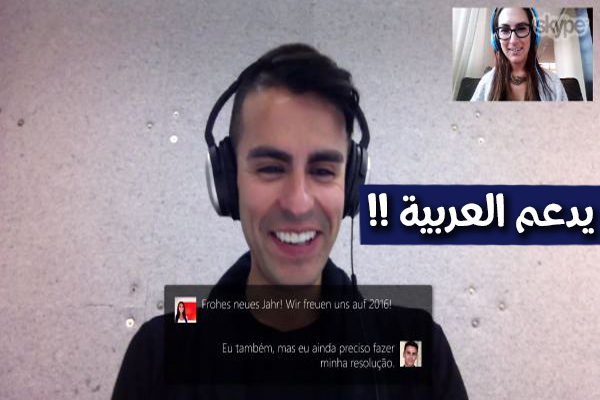 skype
يدعم العربية !!
Frohes neues Jahr! Wir freuen uns auf 2016!
Eu também, mas eu ainda preciso fazer
minha resolução.